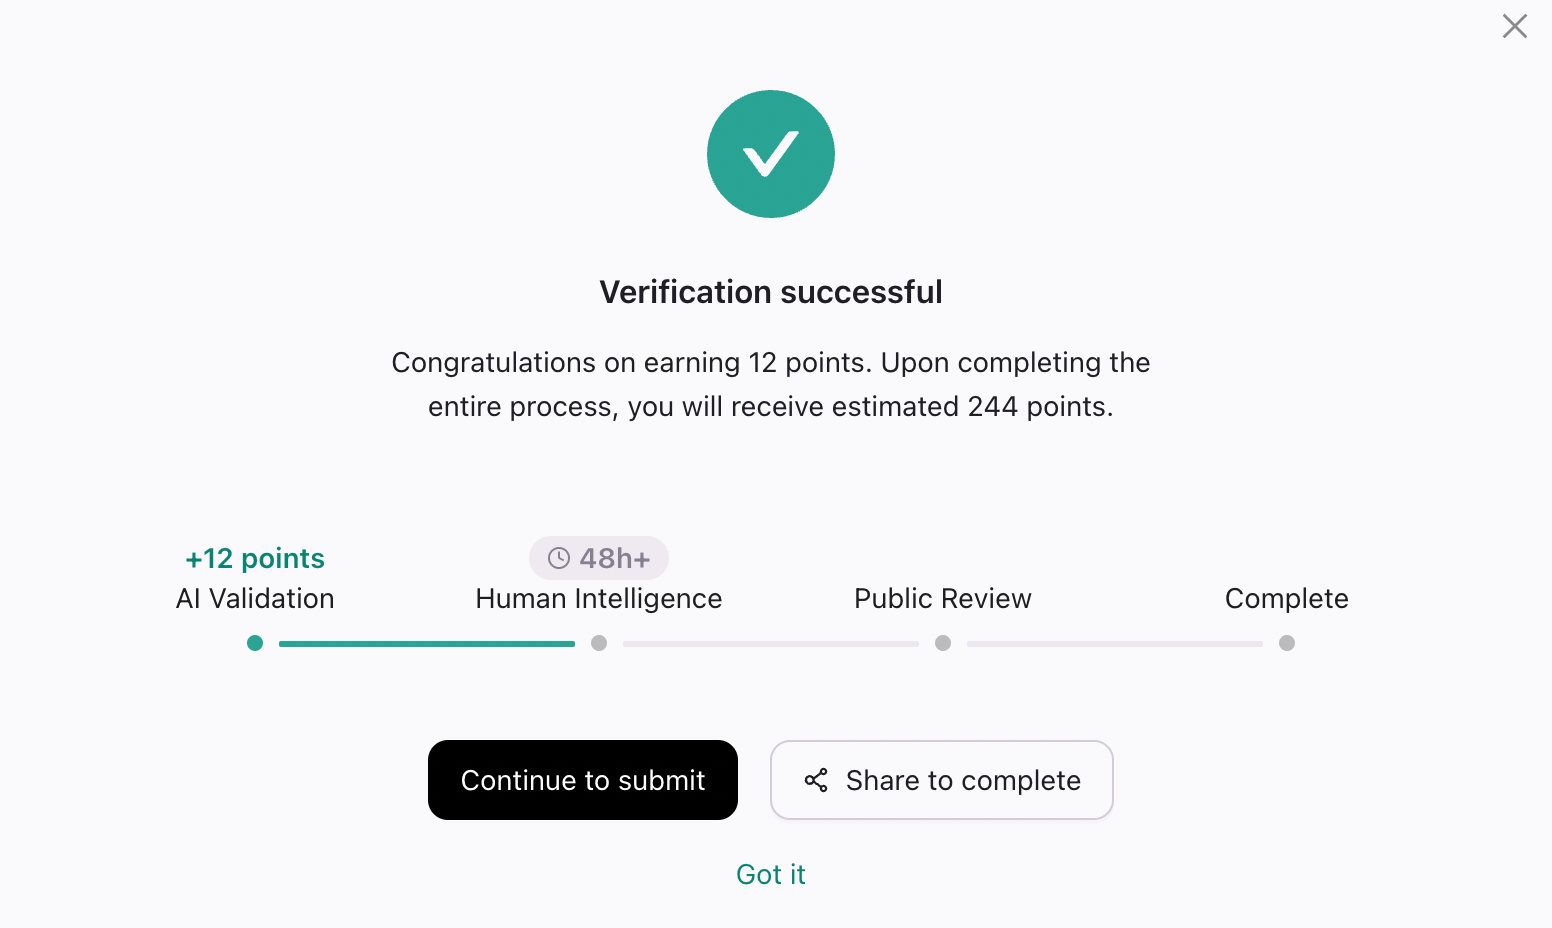 Verification successful
Congratulations on earning 12 points. Upon completing the
entire process, you will receive estimated 244 points.
+12 points
AI Validation
48h+
Human Intelligence
Public Review
Complete
Continue to submit
Share to complete
Got it